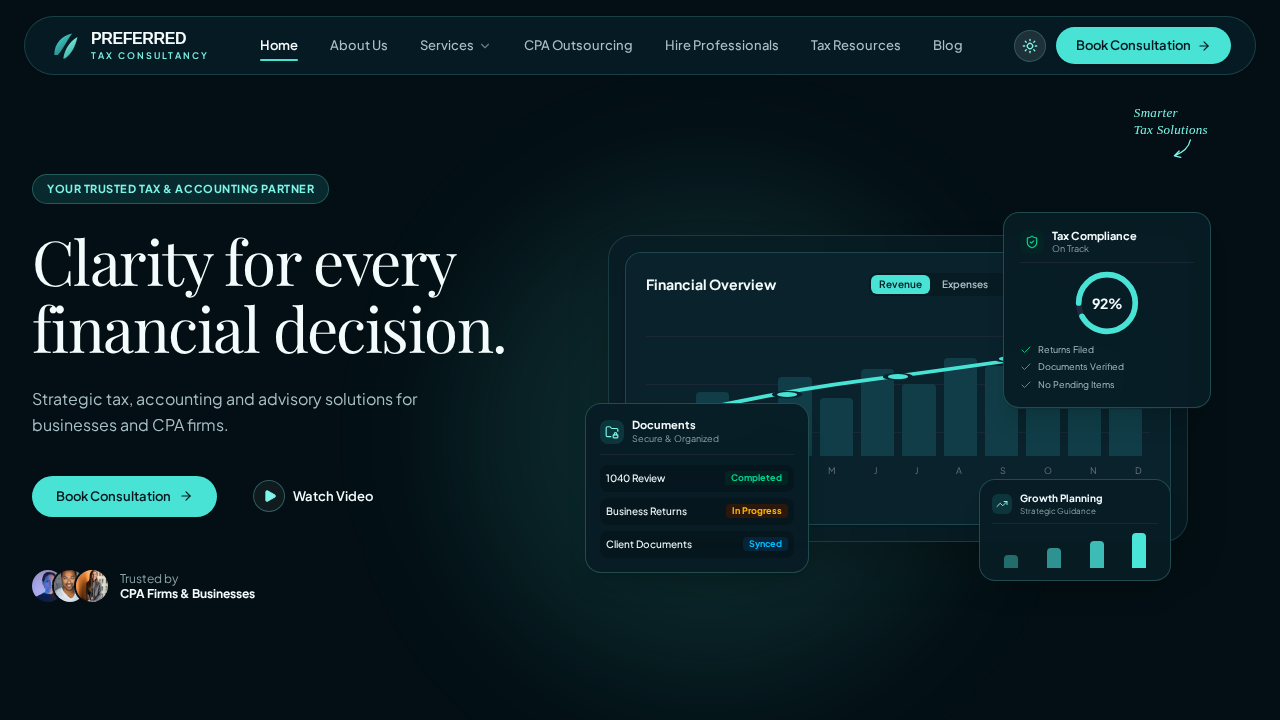 PREFERRED
TAX CONSULTANCY
Home
About Us
Services
CPA Outsourcing
Hire Professionals
Tax Resources
Blog
Book Consultation
Smarter
Tax Solutions
YOUR TRUSTED TAX & ACCOUNTING PARTNER
Clarity for every
financial decision.
Strategic tax, accounting and advisory solutions for
businesses and CPA firms.
Book Consultation
Watch Video
Trusted by
CPA Firms & Businesses
Financial Overview
Revenue
Expenses
Tax Compliance
On Track
92%
Returns Filed
Documents Verified
No Pending Items
Documents
Secure & Organized
1040 Review
Completed
Business Returns
In Progress
Client Documents
Synced
M J J A S O N D
Growth Planning
Strategic Guidance